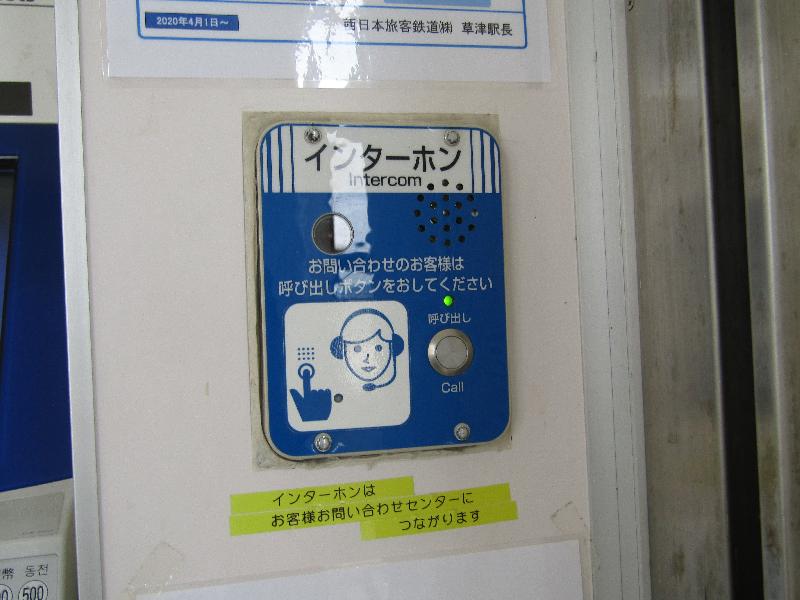 2020年4月1日～
西日本旅客鉄道㈱ 草津駅長
インターホン
Intercom
お問い合わせのお客様は
呼び出しボタンをおしてください
呼び出し
Call
インターホンは
お客様お問い合わせセンターに
つながります
幣 동전
500